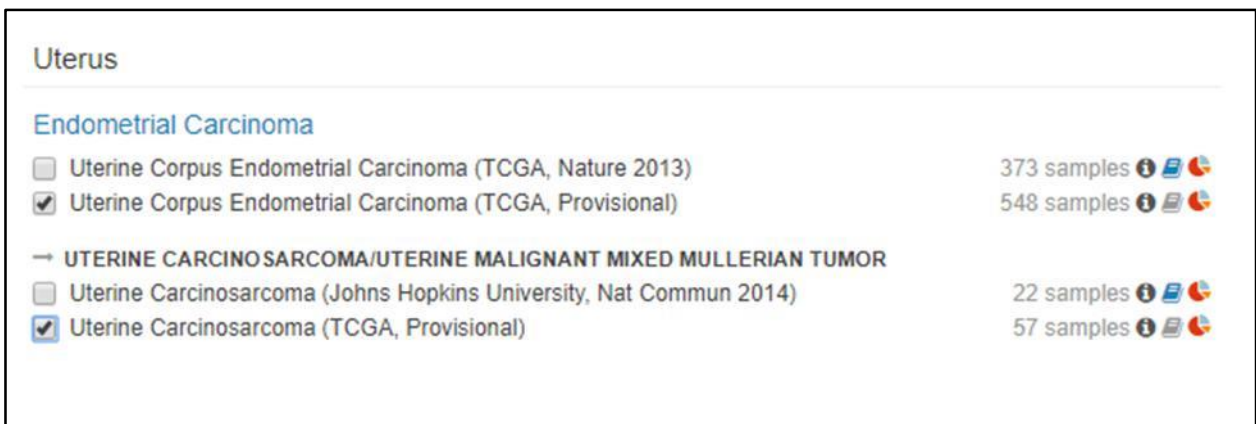 Uterus
Endometrial Carcinoma
Uterine Corpus Endometrial Carcinoma (TCGA, Nature 2013) 373 samples
Uterine Corpus Endometrial Carcinoma (TCGA, Provisional) 548 samples
→ UTERINE CARCINOSARCOMA/UTERINE MALIGNANT MIXED MULLERIAN TUMOR
Uterine Carcinosarcoma (Johns Hopkins University, Nat Commun 2014) 22 samples
Uterine Carcinosarcoma (TCGA, Provisional) 57 samples